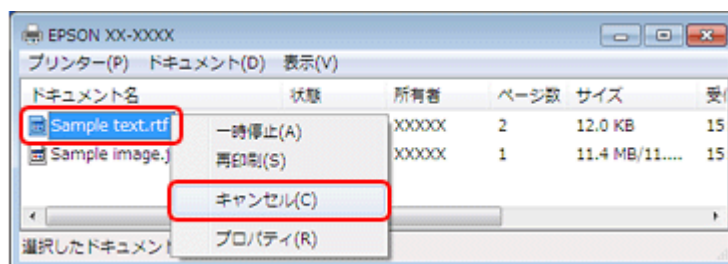 EPSON XX-XXXX
プリンター(P) ドキュメント(D) 表示(V)
ドキュメント名 状態 所有者 ページ数 サイズ 受
Sample text.rtf XXXXX 2 12.0 KB 15
Sample image.j XXXXX 1 11.4 MB/11.... 15
一時停止(A)
再印刷(S)
キャンセル(C)
プロパティ(R)
選択したドキュメント